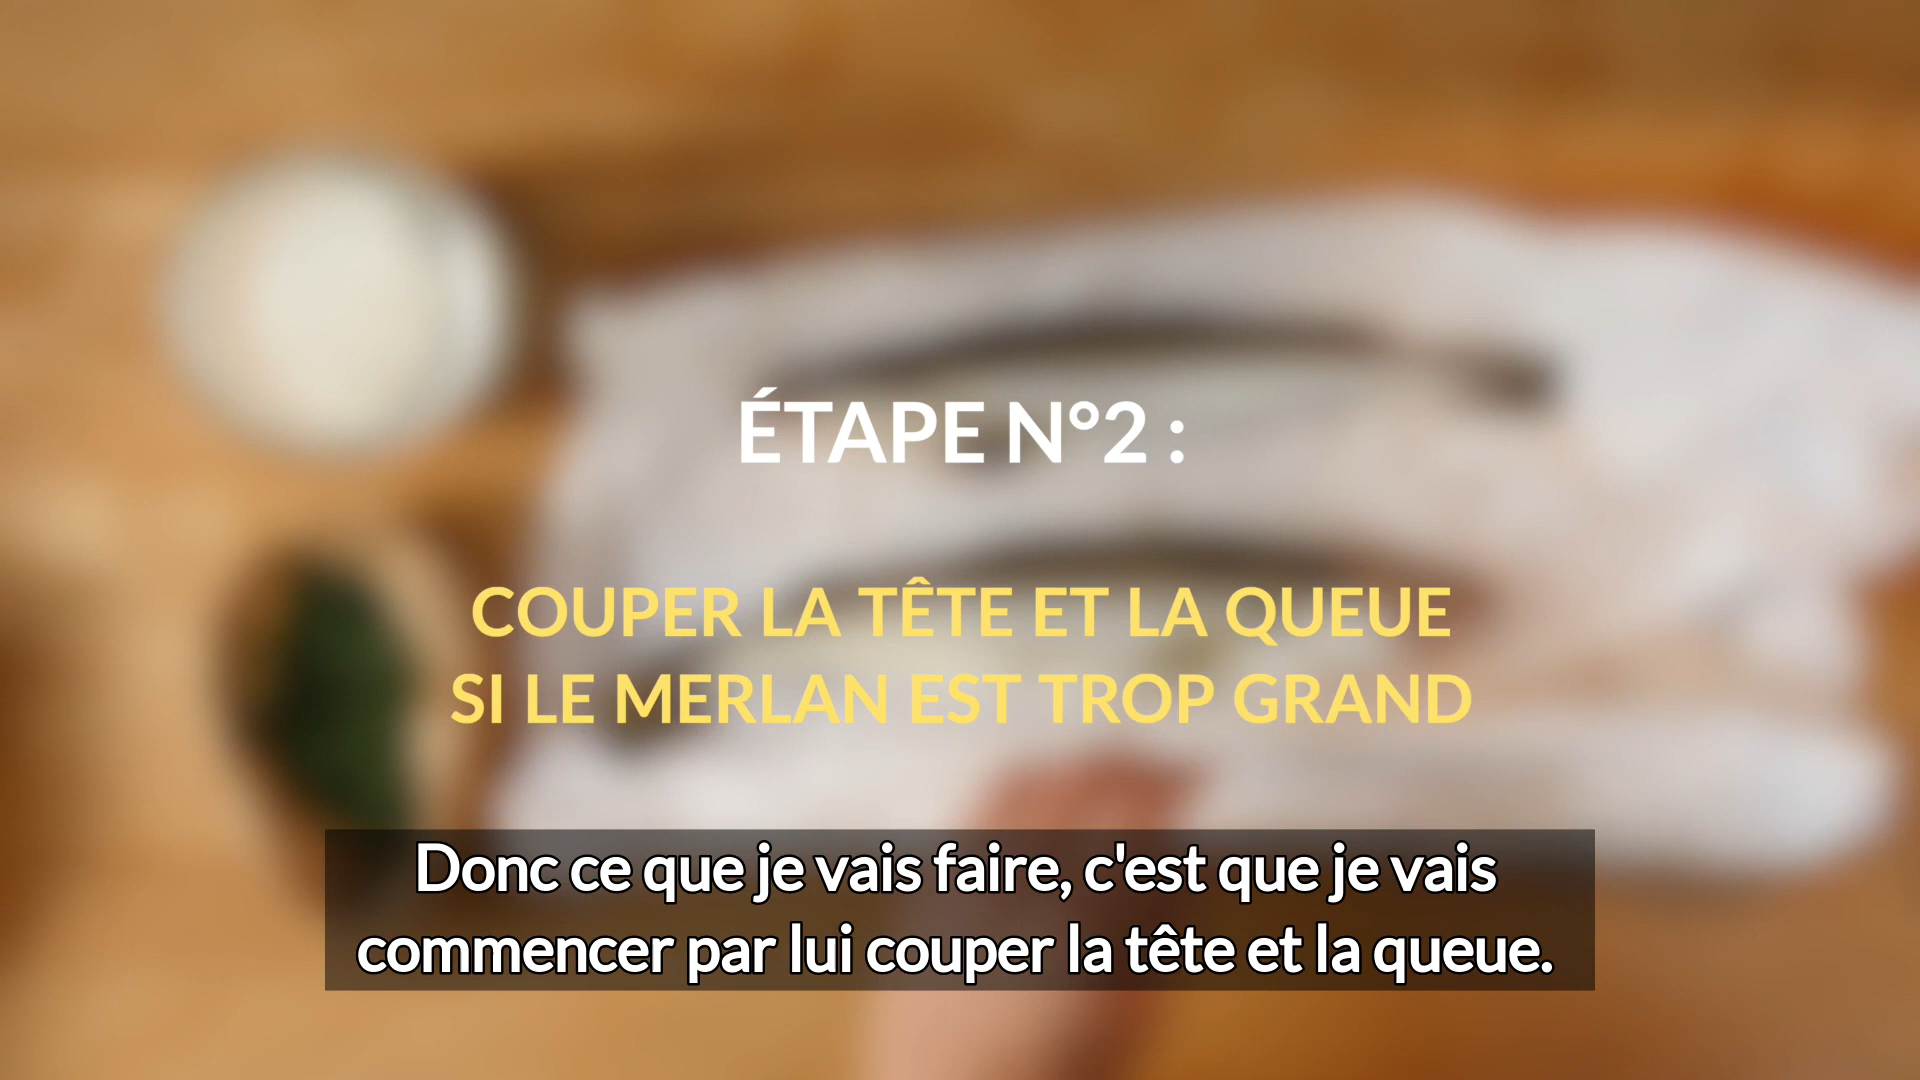 ÉTAPE N°2 :
COUPER LA TÊTE ET LA QUEUE
SI LE MERLAN EST TROP GRAND
Donc ce que je vais faire, c'est que je vais
commencer par lui couper la tête et la queue.